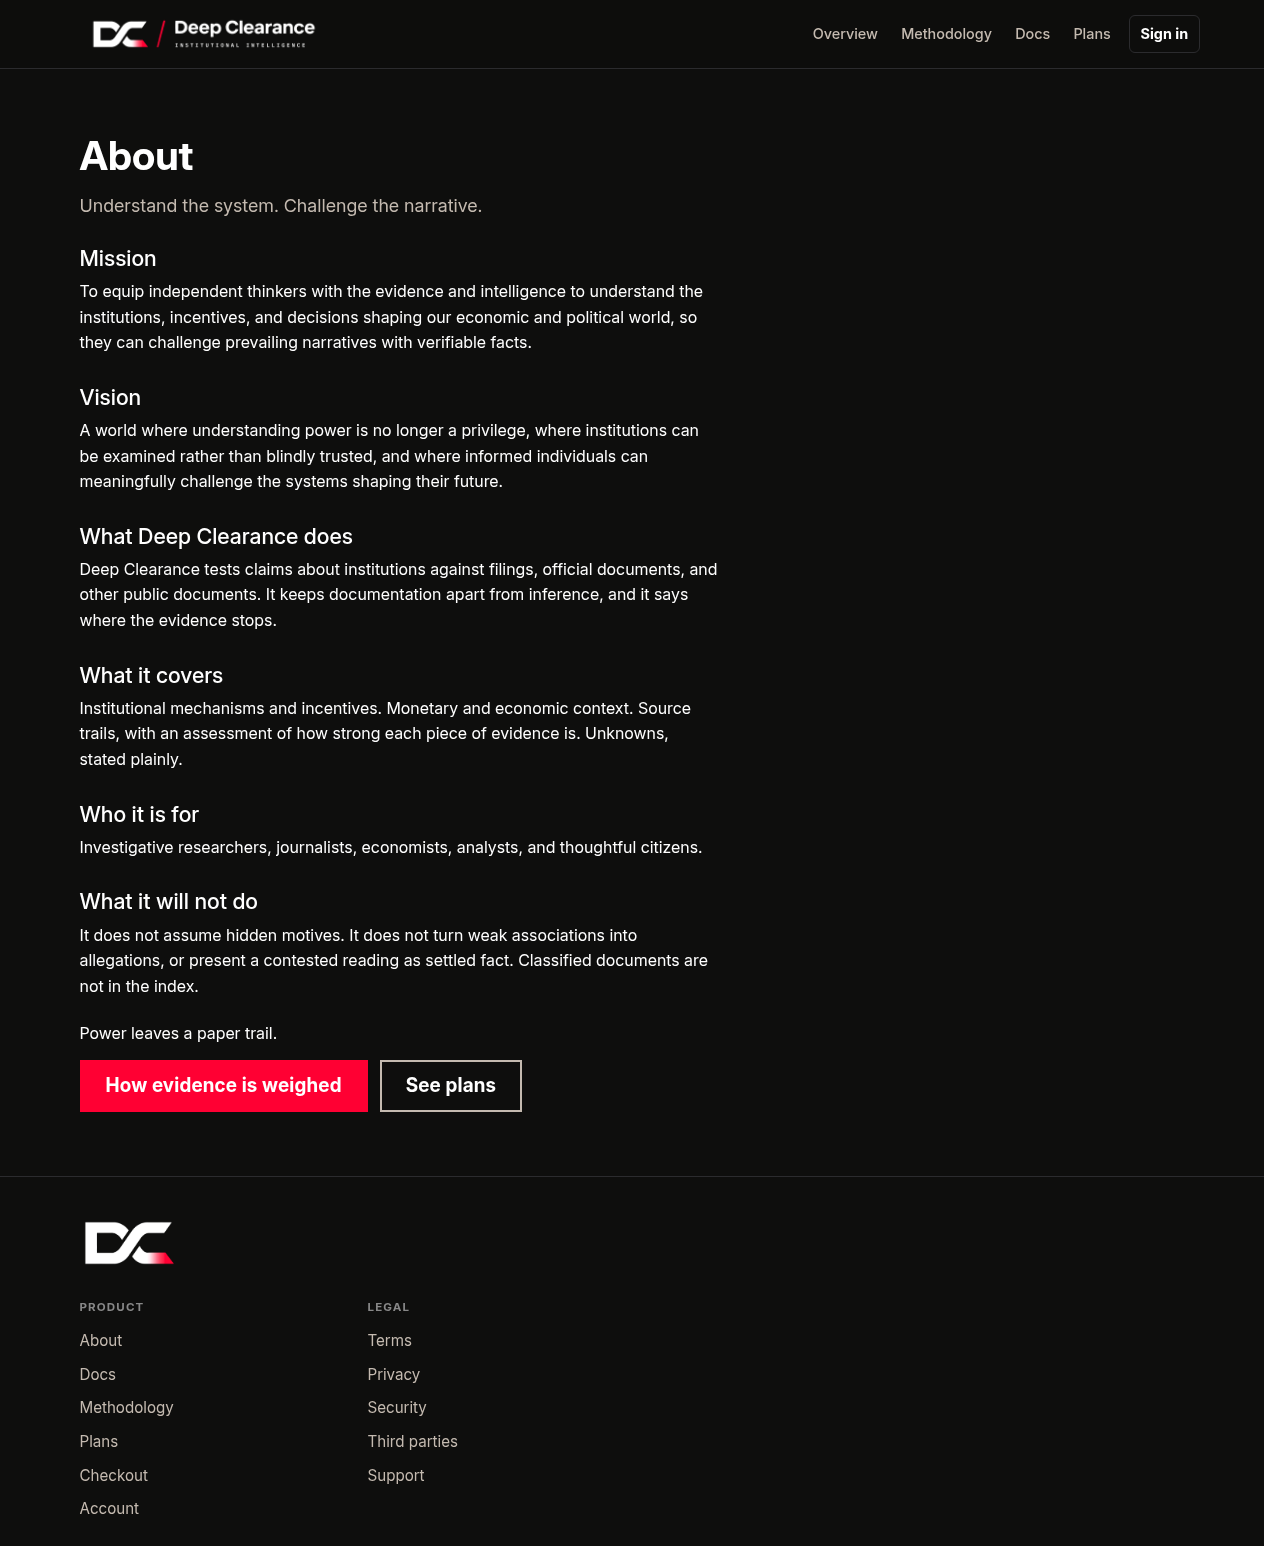 DC / Deep Clearance
INSTITUTIONAL INTELLIGENCE
Overview Methodology Docs Plans Sign in
About
Understand the system. Challenge the narrative.
Mission
To equip independent thinkers with the evidence and intelligence to understand the
institutions, incentives, and decisions shaping our economic and political world, so
they can challenge prevailing narratives with verifiable facts.
Vision
A world where understanding power is no longer a privilege, where institutions can
be examined rather than blindly trusted, and where informed individuals can
meaningfully challenge the systems shaping their future.
What Deep Clearance does
Deep Clearance tests claims about institutions against filings, official documents, and
other public documents. It keeps documentation apart from inference, and it says
where the evidence stops.
What it covers
Institutional mechanisms and incentives. Monetary and economic context. Source
trails, with an assessment of how strong each piece of evidence is. Unknowns,
stated plainly.
Who it is for
Investigative researchers, journalists, economists, analysts, and thoughtful citizens.
What it will not do
It does not assume hidden motives. It does not turn weak associations into
allegations, or present a contested reading as settled fact. Classified documents are
not in the index.
Power leaves a paper trail.
How evidence is weighed
See plans
DC
PRODUCT
About
Docs
Methodology
Plans
Checkout
Account
LEGAL
Terms
Privacy
Security
Third parties
Support